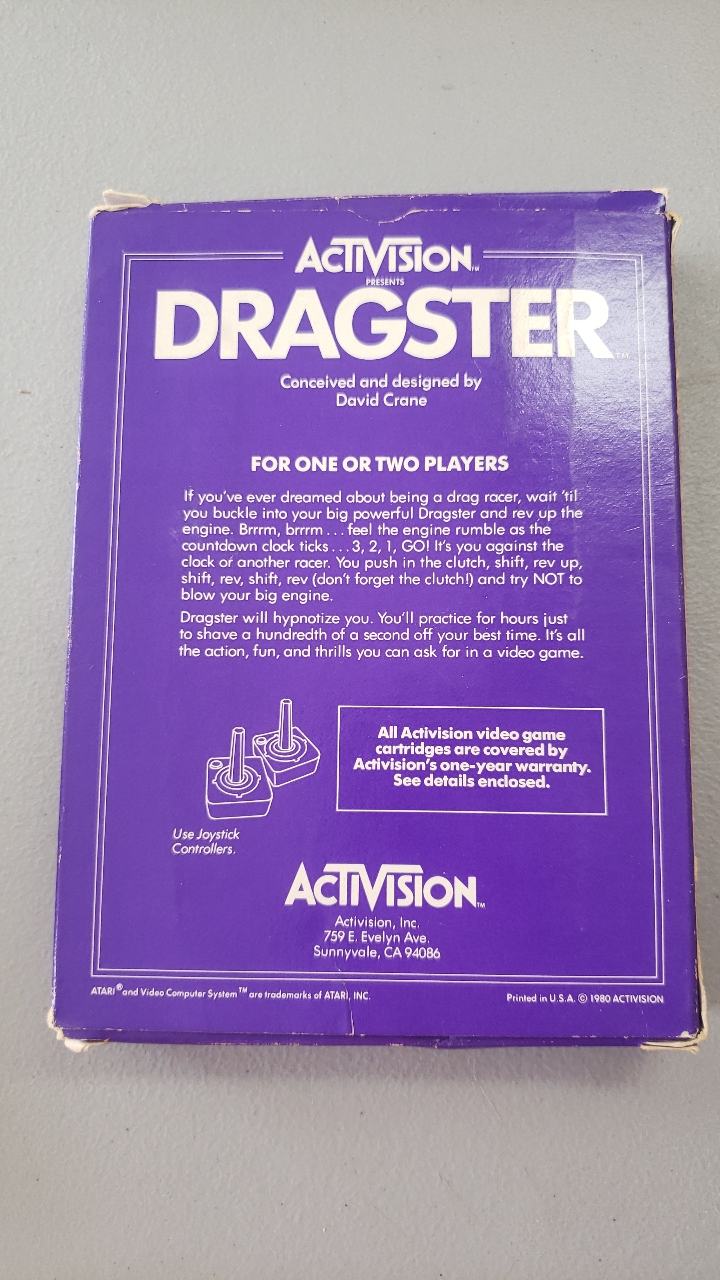 ACTIVISION™
PRESENTS
DRAGSTER™
Conceived and designed by
David Crane
FOR ONE OR TWO PLAYERS
If you've ever dreamed about being a drag racer, wait 'til
you buckle into your big powerful Dragster and rev up the
engine. Brrrm, brrrm...feel the engine rumble as the
countdown clock ticks...3, 2, 1, GO! It's you against the
clock or another racer. You push in the clutch, shift, rev up,
shift, rev, shift, rev (don't forget the clutch!) and try NOT to
blow your big engine.
Dragster will hypnotize you. You'll practice for hours just
to shave a hundredth of a second off your best time. It's all
the action, fun, and thrills you can ask for in a video game.
All Activision video game
cartridges are covered by
Activision's one-year warranty.
See details enclosed.
Use Joystick
Controllers.
ACTIVISION™
Activision, Inc.
759 E. Evelyn Ave.
Sunnyvale, CA 94086
ATARI® and Video Computer System™ are trademarks of ATARI, INC.
Printed in U.S.A. © 1980 ACTIVISION